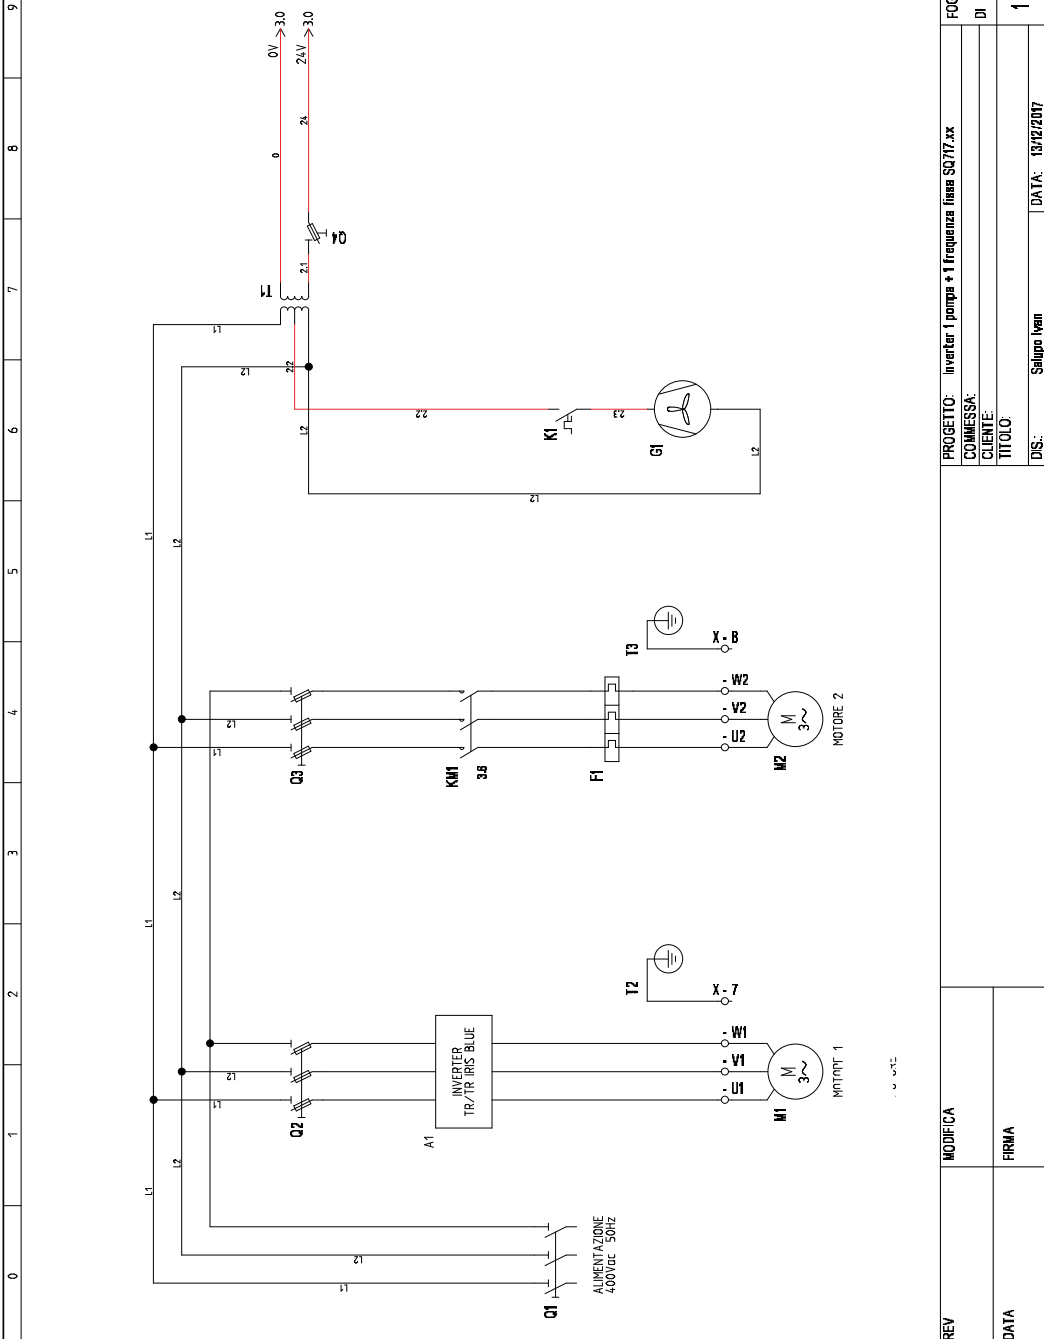 0 1 2 3 4 5 6 7 8 9
L1
L2
Q1
ALIMENTAZIONE
400Vac 50Hz
L1
L2
L1
L2
L1
L2
Q2
A1
INVERTER
TR/TR IRIS BLUE
- U1
- V1
- W1
X - 7
T2
M1
M
3~
L1
L2
L1
L2
Q3
KM1
3.6
F1
- U2
- V2
- W2
X - 8
T3
M2
M
3~
MOTORE 2
L1
L2
L2
L2
L2
L2
L1
T1
2.2
2.2
K1
2.3
G1
2.1
Q4
0
24
0V
3.0
24V
3.0
REV
MODIFICA
DATA
FIRMA
PROGETTO: Inverter 1 pompa + 1 frequenza fissa SQ717.xx
COMMESSA:
CLIENTE:
TITOLO:
DIS.: Salupo Ivan DATA: 13/12/2017
DI
1